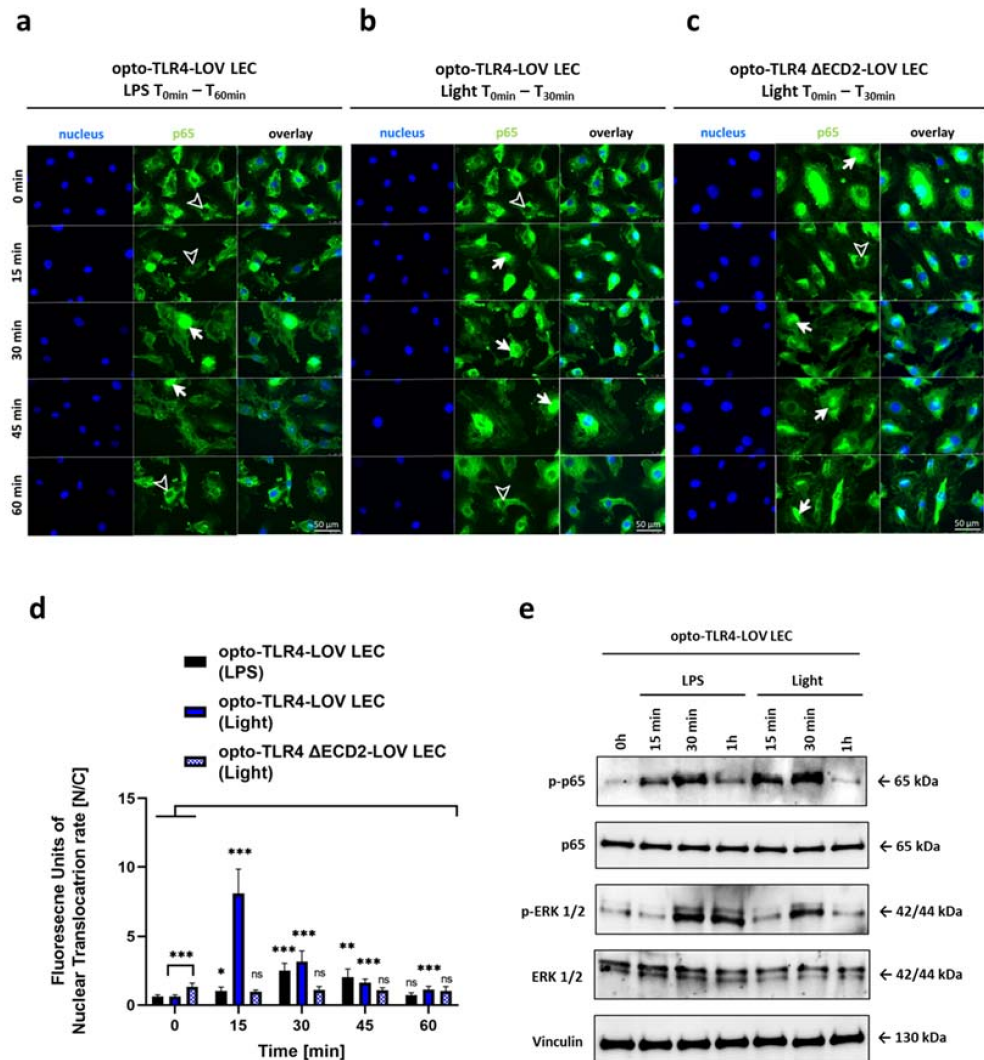 a
opto-TLR4-LOV LEC
LPS T0min – T60min
nucleus p65 overlay
0 min
15 min
30 min
45 min
60 min
50 µm
b
opto-TLR4-LOV LEC
Light T0min – T30min
nucleus p65 overlay
50 µm
c
opto-TLR4 ΔECD2-LOV LEC
Light T0min – T30min
nucleus p65 overlay
50 µm
d
opto-TLR4-LOV LEC
(LPS)
opto-TLR4-LOV LEC
(Light)
opto-TLR4 ΔECD2-LOV LEC
(Light)
Fluoresecne Units of
Nuclear Translocatrion rate [N/C]
15
10
5
0
***
* *** ns
*** *** ns
** *** ns
ns *** ns
0 15 30 45 60
Time [min]
e
opto-TLR4-LOV LEC
LPS Light
0h 15 min 30 min 1h 15 min 30 min 1h
p-p65 ← 65 kDa
p65 ← 65 kDa
p-ERK 1/2 ← 42/44 kDa
ERK 1/2 ← 42/44 kDa
Vinculin ← 130 kDa